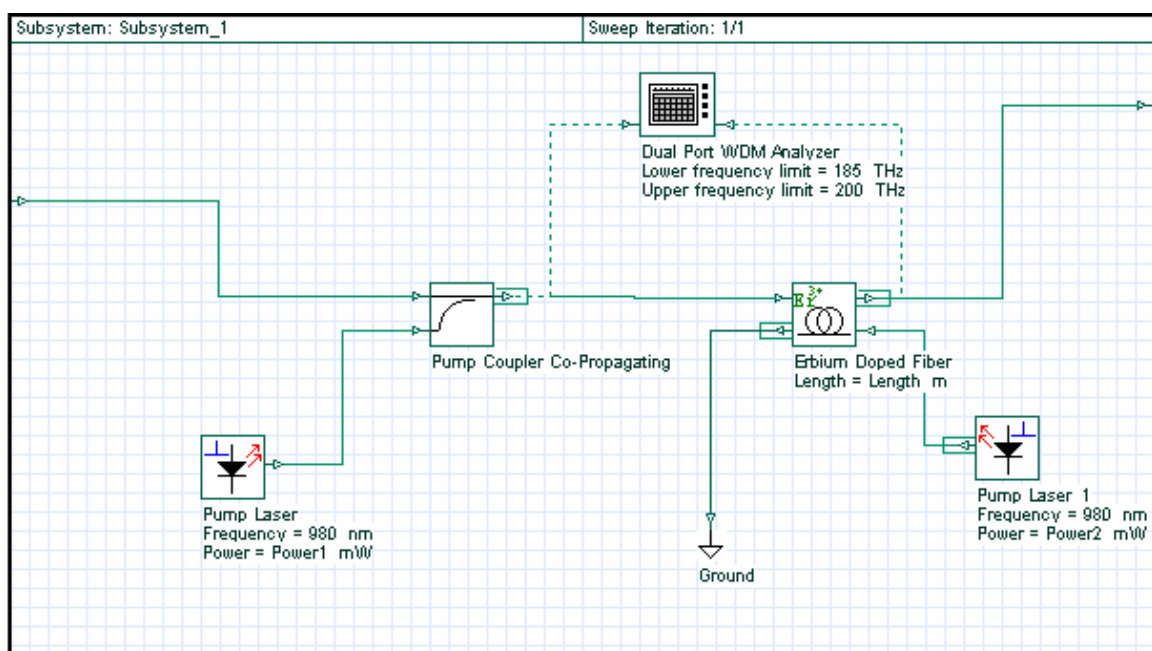 Subsystem: Subsystem_1
Sweep Iteration: 1/1
Dual Port WDM Analyzer
Lower frequency limit = 185 THz
Upper frequency limit = 200 THz
Pump Coupler Co-Propagating
Er 3+
Erbium Doped Fiber
Length = Length m
Pump Laser
Frequency = 980 nm
Power = Power1 mW
Pump Laser 1
Frequency = 980 nm
Power = Power2 mW
Ground